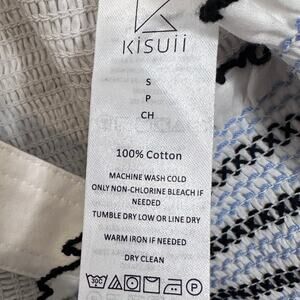 Kisuii
S
P
CH
100% Cotton
MACHINE WASH COLD
ONLY NON-CHLORINE BLEACH IF
NEEDED
TUMBLE DRY LOW OR LINE DRY
WARM IRON IF NEEDED
DRY CLEAN